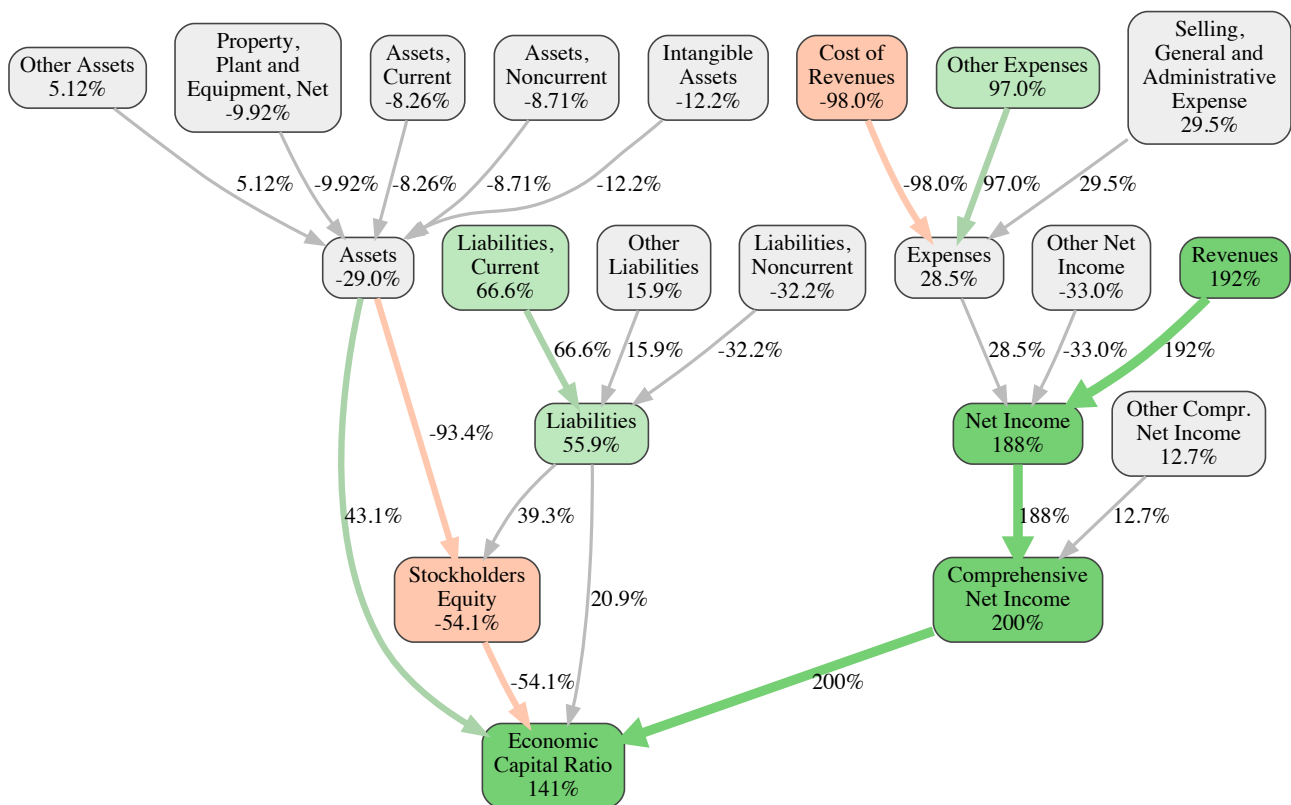 Other Assets
5.12%
Property,
Plant and
Equipment, Net
-9.92%
Assets,
Current
-8.26%
Assets,
Noncurrent
-8.71%
Intangible
Assets
-12.2%
Cost of
Revenues
-98.0%
Other Expenses
97.0%
Selling,
General and
Administrative
Expense
29.5%
5.12%
-9.92%
-8.26%
-8.71%
-12.2%
-98.0%
97.0%
29.5%
Assets
-29.0%
Liabilities,
Current
66.6%
Other
Liabilities
15.9%
Liabilities,
Noncurrent
-32.2%
Expenses
28.5%
Other Net
Income
-33.0%
Revenues
192%
66.6%
15.9%
-32.2%
28.5%
-33.0%
192%
-93.4%
Liabilities
55.9%
Net Income
188%
Other Compr.
Net Income
12.7%
43.1%
39.3%
188%
12.7%
Stockholders
Equity
-54.1%
20.9%
Comprehensive
Net Income
200%
-54.1%
200%
Economic
Capital Ratio
141%